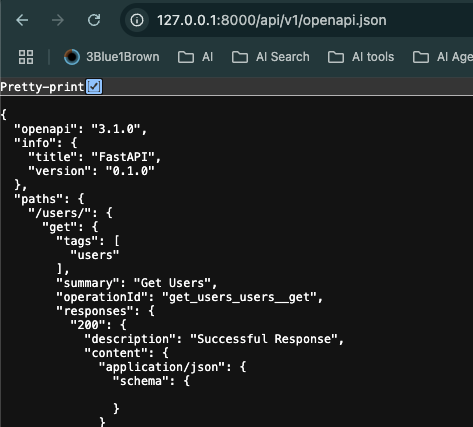 127.0.0.1:8000/api/v1/openapi.json
3Blue1Brown AI AI Search AI tools AI Age
Pretty-print
{
  "openapi": "3.1.0",
  "info": {
    "title": "FastAPI",
    "version": "0.1.0"
  },
  "paths": {
    "/users/": {
      "get": {
        "tags": [
          "users"
        ],
        "summary": "Get Users",
        "operationId": "get_users_users__get",
        "responses": {
          "200": {
            "description": "Successful Response",
            "content": {
              "application/json": {
                "schema": {

                }
              }